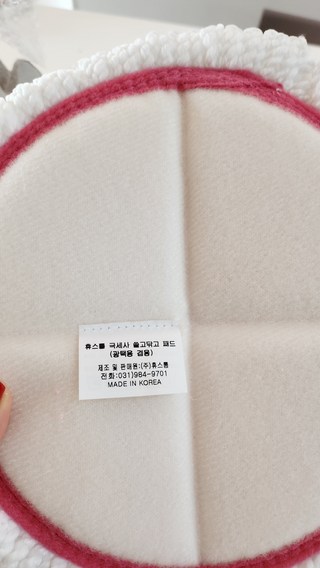 휴스톰 극세사 쓸고닦고 패드
(광택용 겸용)
제조 및 판매원:(주)휴스톰
전화:031)984-9701
MADE IN KOREA